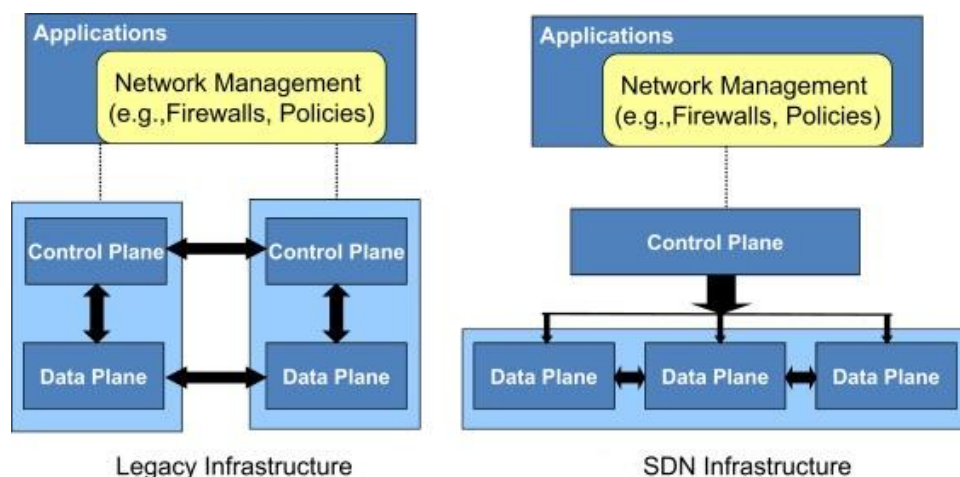 Applications
Network Management
(e.g.,Firewalls, Policies)
Control Plane
Control Plane
Data Plane
Data Plane
Legacy Infrastructure
Applications
Network Management
(e.g.,Firewalls, Policies)
Control Plane
Data Plane
Data Plane
Data Plane
SDN Infrastructure